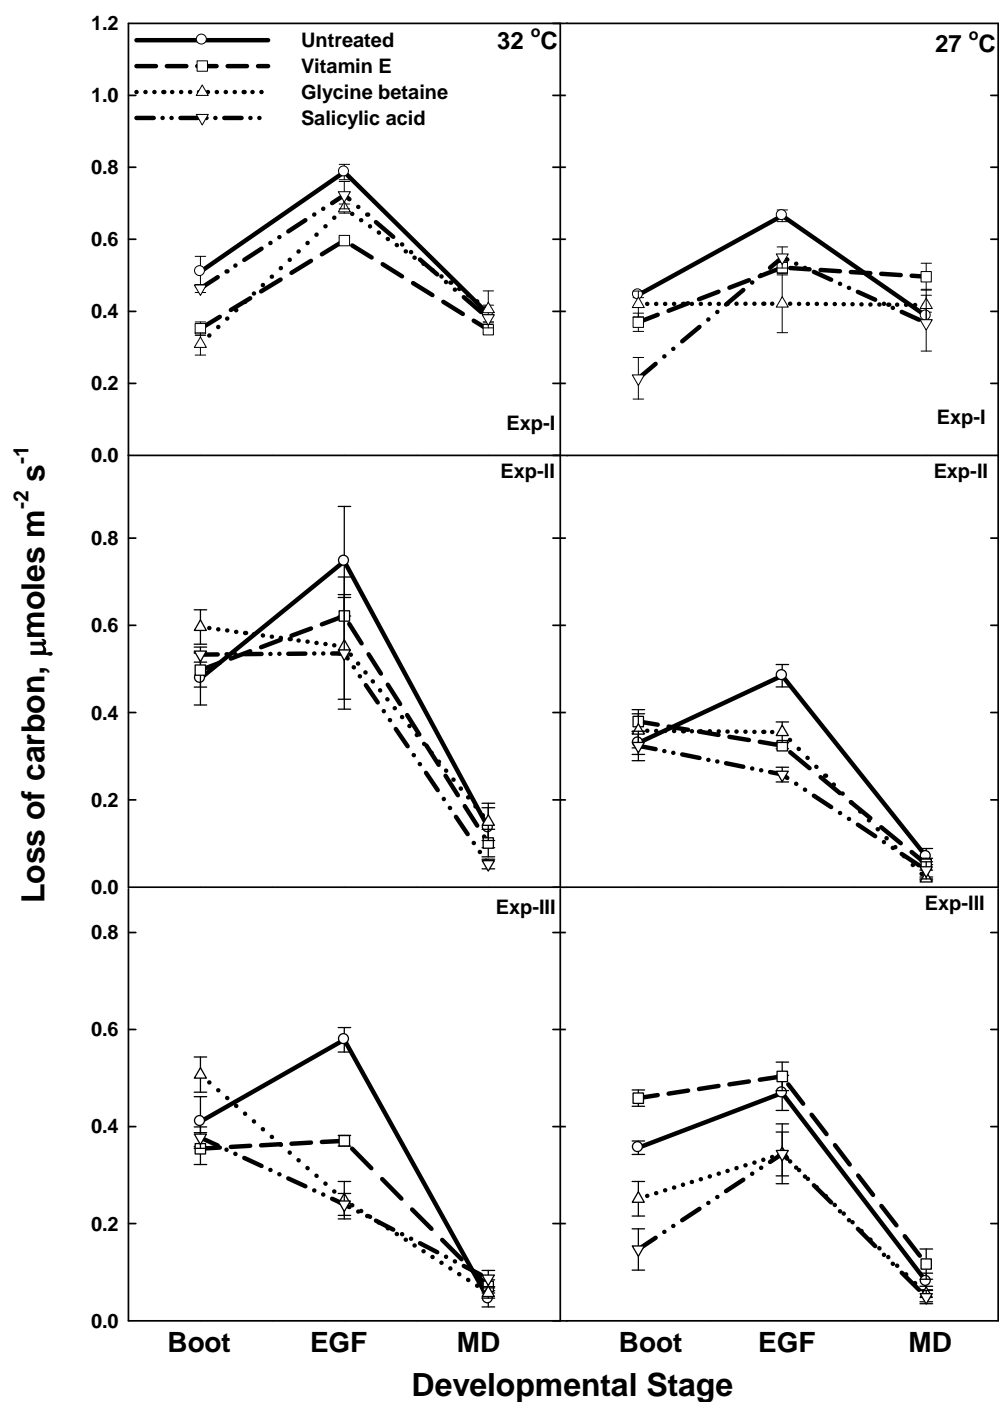 1.2
1.0
0.8
0.6
0.4
0.2
0.0
Untreated
Vitamin E
Glycine betaine
Salicylic acid
32 °C
Exp-I
27 °C
Exp-I
Exp-II
Exp-II
0.8
0.6
0.4
0.2
0.0
Exp-III
Exp-III
0.8
0.6
0.4
0.2
0.0
Loss of carbon, μmoles m⁻² s⁻¹
Boot EGF MD Boot EGF MD
Developmental Stage